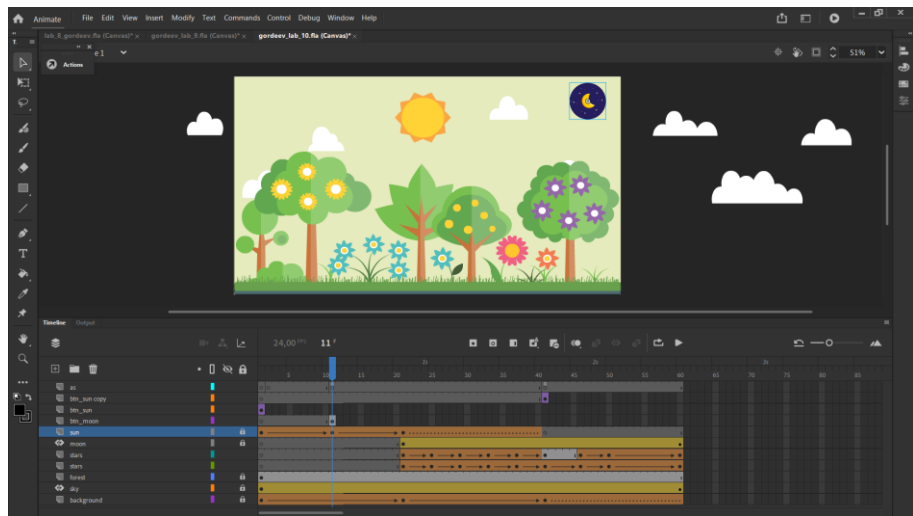 Animate File Edit View Insert Modify Text Commands Control Debug Window Help
lab_8_gordeev.fla (Canvas)* × gordeev_lab_9.fla (Canvas)* × gordeev_lab_10.fla (Canvas)* ×
e 1 51%
Actions
Timeline Output
24,00 FPS 11 F
1s 2s 3s
5 10 15 20 25 30 35 40 45 50 55 60 65 70 75 80 85
as
btn_sun copy
btn_sun
btn_moon
sun
moon
stars
stars
forest
sky
background